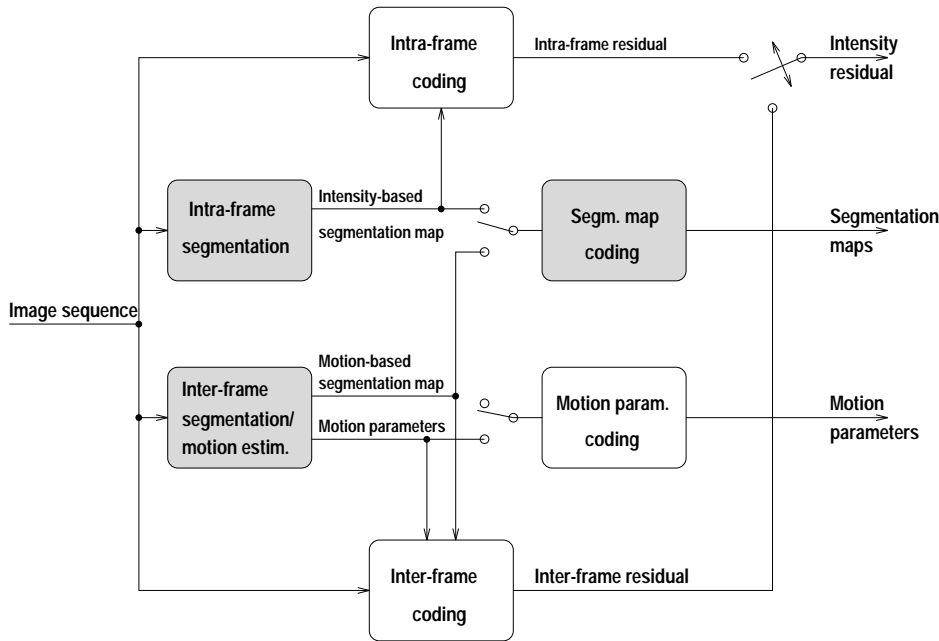 Intra-frame
coding
Intra-frame residual
Intensity
residual
Intra-frame
segmentation
Intensity-based
segmentation map
Segm. map
coding
Segmentation
maps
Image sequence
Inter-frame
segmentation/
motion estim.
Motion-based
segmentation map
Motion parameters
Motion param.
coding
Motion
parameters
Inter-frame
coding
Inter-frame residual